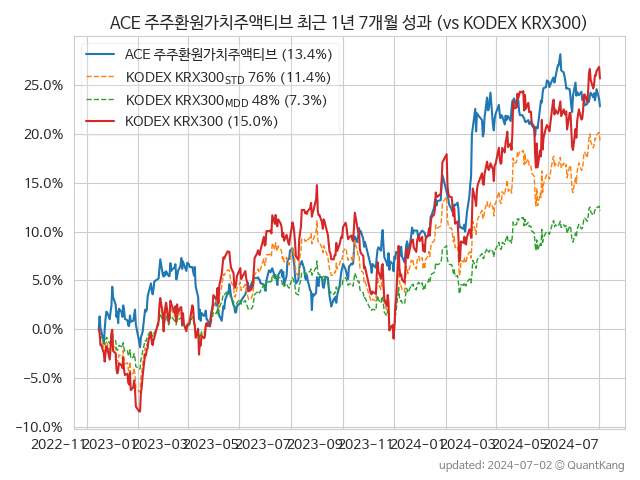 ACE 주주환원가치주액티브 최근 1년 7개월 성과 (vs KODEX KRX300)
ACE 주주환원가치주액티브 (13.4%)
KODEX KRX300STD 76% (11.4%)
KODEX KRX300MDD 48% (7.3%)
KODEX KRX300 (15.0%)
25.0%
20.0%
15.0%
10.0%
5.0%
0.0%
−5.0%
−10.0%
2022-11 2023-01 2023-03 2023-05 2023-07 2023-09 2023-11 2024-01 2024-03 2024-05 2024-07
updated: 2024-07-02 © QuantKang